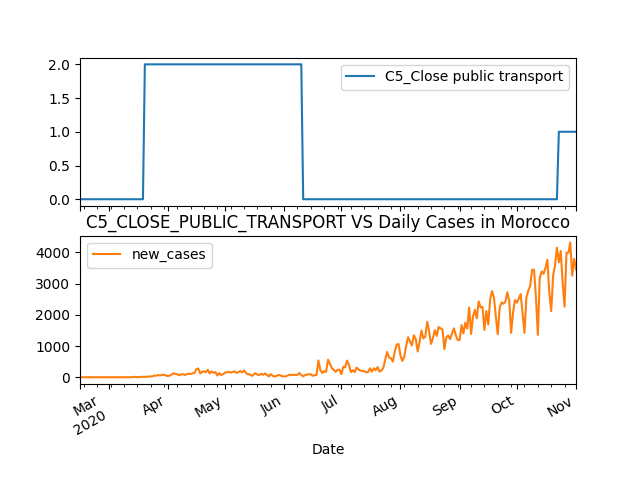 2.0
1.5
1.0
0.5
0.0
C5_Close public transport
C5_CLOSE_PUBLIC_TRANSPORT VS Daily Cases in Morocco
4000
3000
2000
1000
0
new_cases
Mar
2020
Apr
May
Jun
Jul
Aug
Sep
Oct
Nov
Date